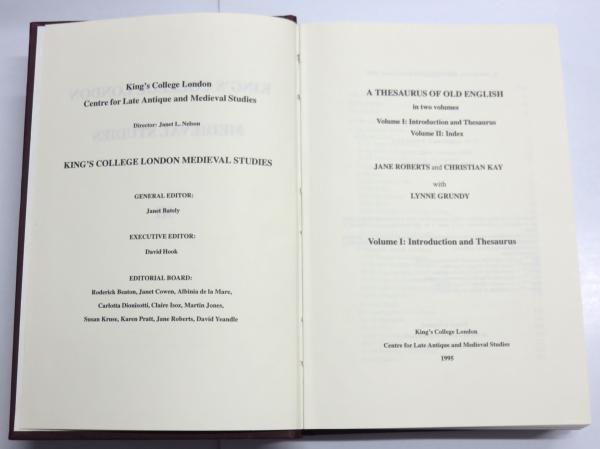 King's College London
Centre for Late Antique and Medieval Studies
Director: Janet L. Nelson
KING'S COLLEGE LONDON MEDIEVAL STUDIES
GENERAL EDITOR:
Janet Bately
EXECUTIVE EDITOR:
David Hook
EDITORIAL BOARD:
Roderick Beaton, Janet Cowen, Albinia de la Mare,
Carlotta Dionisotti, Claire Isoz, Martin Jones,
Susan Kruse, Karen Pratt, Jane Roberts, David Yeandle
A THESAURUS OF OLD ENGLISH
in two volumes
Volume I: Introduction and Thesaurus
Volume II: Index
JANE ROBERTS and CHRISTIAN KAY
with
LYNNE GRUNDY
Volume I: Introduction and Thesaurus
King's College London
Centre for Late Antique and Medieval Studies
1995